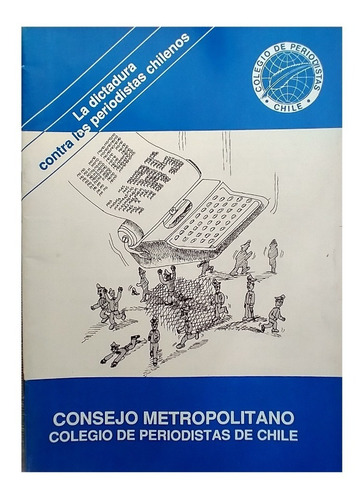 La dictadura
contra los periodistas chilenos
COLEGIO DE PERIODISTAS
CHILE
CONSEJO METROPOLITANO
COLEGIO DE PERIODISTAS DE CHILE